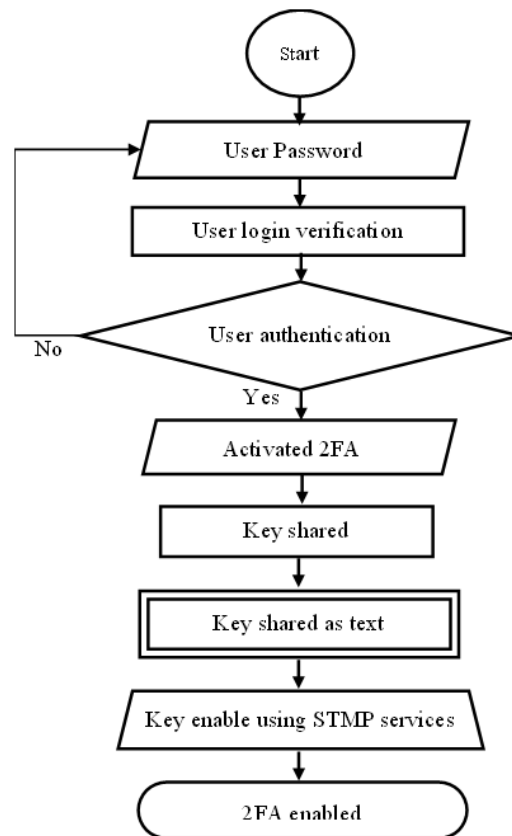 Start
User Password
User login verification
User authentication
No
Yes
Activated 2FA
Key shared
Key shared as text
Key enable using STMP services
2FA enabled